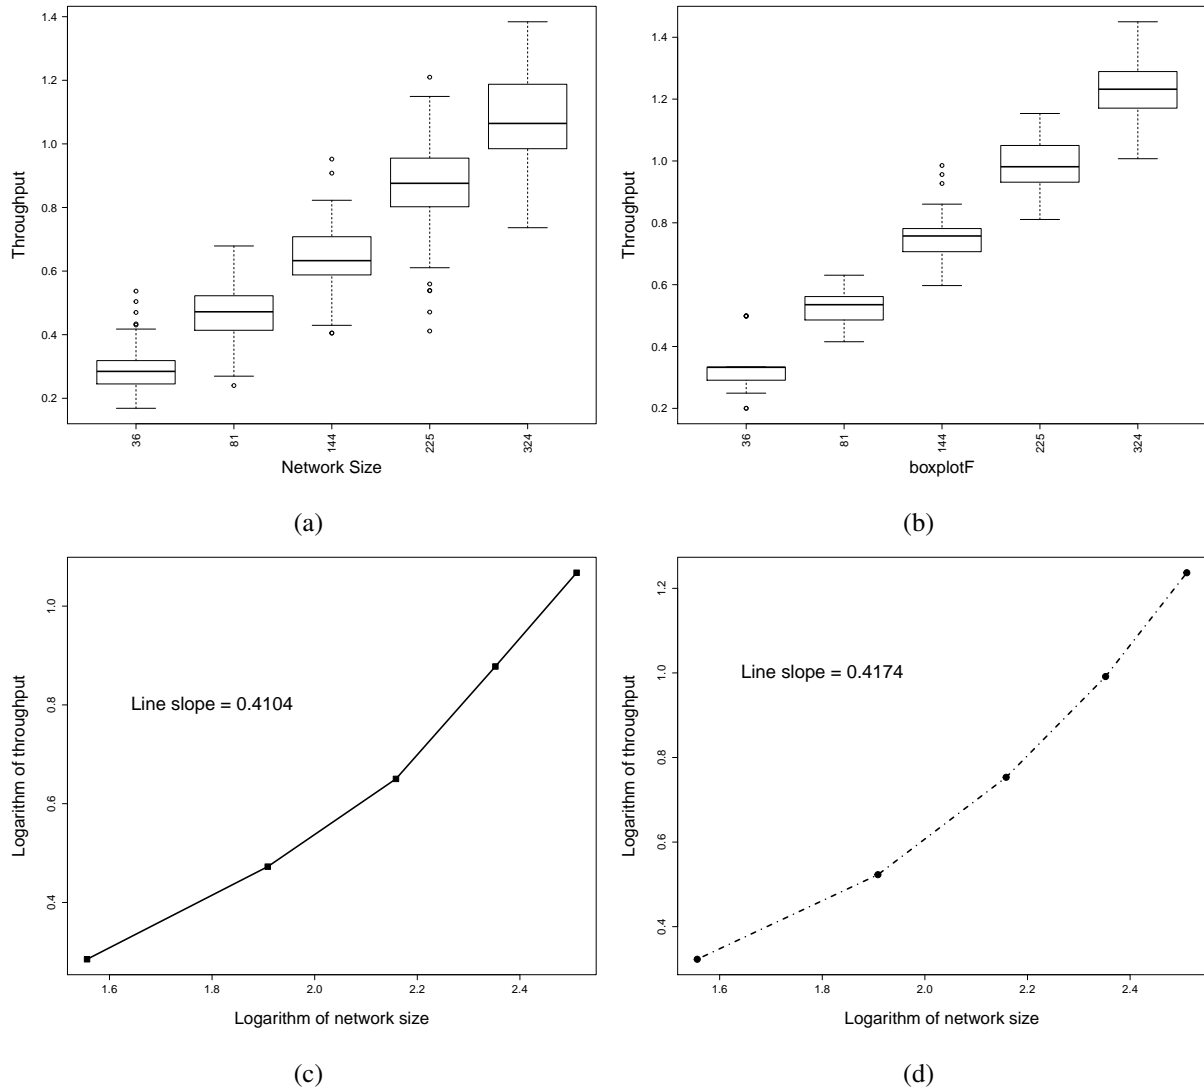 1.4
1.2
1.0
0.8
0.6
0.4
0.2
Throughput
36
81
144
225
324
Network Size
(a)
1.4
1.2
1.0
0.8
0.6
0.4
0.2
Throughput
36
81
144
225
324
boxplotF
(b)
1.0
0.8
0.6
0.4
Logarithm of throughput
Line slope = 0.4104
1.6 1.8 2.0 2.2 2.4
Logarithm of network size
(c)
1.2
1.0
0.8
0.6
0.4
Logarithm of throughput
Line slope = 0.4174
1.6 1.8 2.0 2.2 2.4
Logarithm of network size
(d)